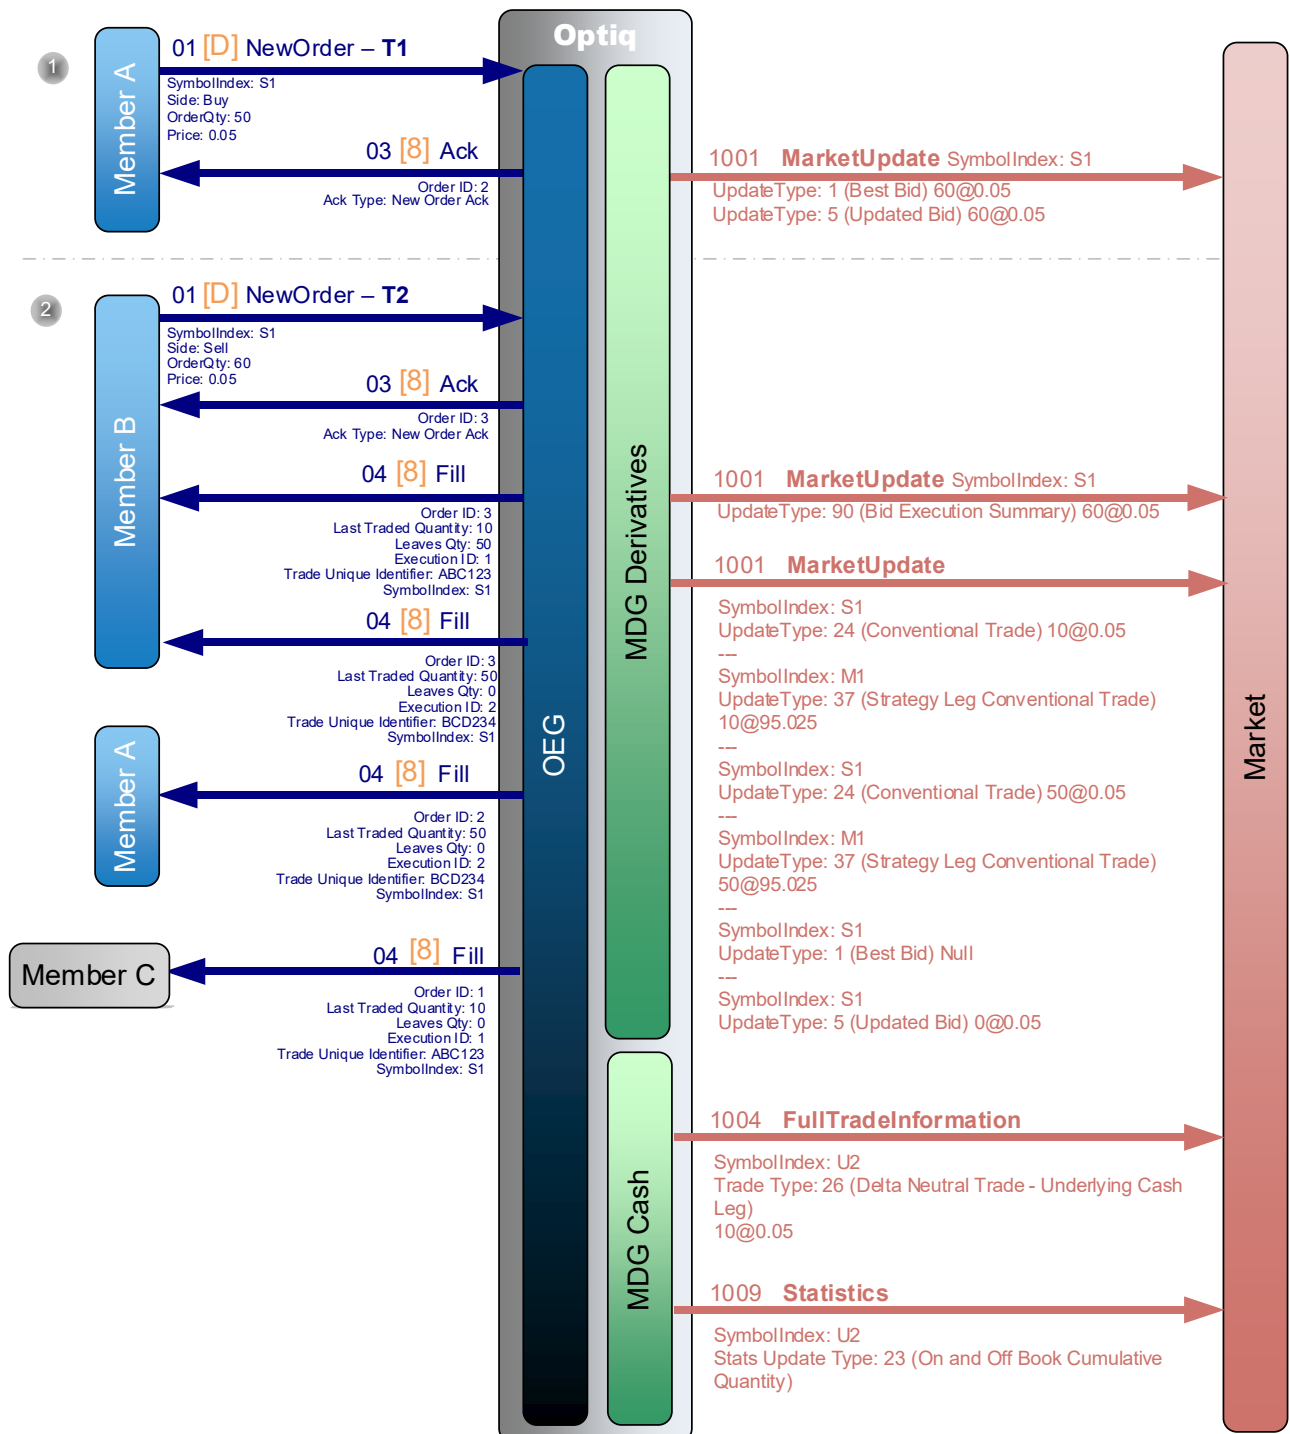 Optiq
1
Member A
01 [D] NewOrder – T1
SymbolIndex: S1
Side: Buy
OrderQty: 50
Price: 0.05
03 [8] Ack
Order ID: 2
Ack Type: New Order Ack
1001 MarketUpdate SymbolIndex: S1
UpdateType: 1 (Best Bid) 60@0.05
UpdateType: 5 (Updated Bid) 60@0.05
2
Member B
01 [D] NewOrder – T2
SymbolIndex: S1
Side: Sell
OrderQty: 60
Price: 0.05
03 [8] Ack
Order ID: 3
Ack Type: New Order Ack
04 [8] Fill
Order ID: 3
Last Traded Quantity: 10
Leaves Qty: 50
Execution ID: 1
Trade Unique Identifier: ABC123
SymbolIndex: S1
04 [8] Fill
Order ID: 3
Last Traded Quantity: 50
Leaves Qty: 0
Execution ID: 2
Trade Unique Identifier: BCD234
SymbolIndex: S1
Member A
04 [8] Fill
Order ID: 2
Last Traded Quantity: 50
Leaves Qty: 0
Execution ID: 2
Trade Unique Identifier: BCD234
SymbolIndex: S1
Member C
04 [8] Fill
Order ID: 1
Last Traded Quantity: 10
Leaves Qty: 0
Execution ID: 1
Trade Unique Identifier: ABC123
SymbolIndex: S1
OEG
MDG Derivatives
MDG Cash
1001 MarketUpdate SymbolIndex: S1
UpdateType: 90 (Bid Execution Summary) 60@0.05
1001 MarketUpdate
SymbolIndex: S1
UpdateType: 24 (Conventional Trade) 10@0.05
---
SymbolIndex: M1
UpdateType: 37 (Strategy Leg Conventional Trade)
10@95.025
---
SymbolIndex: S1
UpdateType: 24 (Conventional Trade) 50@0.05
---
SymbolIndex: M1
UpdateType: 37 (Strategy Leg Conventional Trade)
50@95.025
---
SymbolIndex: S1
UpdateType: 1 (Best Bid) Null
---
SymbolIndex: S1
UpdateType: 5 (Updated Bid) 0@0.05
1004 FullTradeInformation
SymbolIndex: U2
Trade Type: 26 (Delta Neutral Trade - Underlying Cash
Leg)
10@0.05
1009 Statistics
SymbolIndex: U2
Stats Update Type: 23 (On and Off Book Cumulative
Quantity)
Market